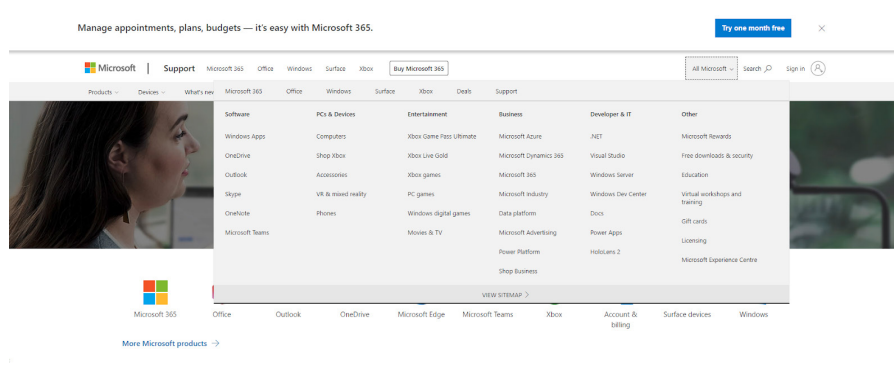 Manage appointments, plans, budgets — it's easy with Microsoft 365.
Try one month free
Microsoft | Support Microsoft 365 Office Windows Surface Xbox Buy Microsoft 365 All Microsoft Search Sign in
Products Devices What's new
Microsoft 365 Office Windows Surface Xbox Deals Support
Software
Windows Apps
OneDrive
Outlook
Skype
OneNote
Microsoft Teams
PCs & Devices
Computers
Shop Xbox
Accessories
VR & mixed reality
Phones
Entertainment
Xbox Game Pass Ultimate
Xbox Live Gold
Xbox games
PC games
Windows digital games
Movies & TV
Business
Microsoft Azure
Microsoft Dynamics 365
Microsoft 365
Microsoft Industry
Data platform
Microsoft Advertising
Power Platform
Shop Business
Developer & IT
.NET
Visual Studio
Windows Server
Windows Dev Center
Docs
Power Apps
HoloLens 2
Other
Microsoft Rewards
Free downloads & security
Education
Virtual workshops and
training
Gift cards
Licensing
Microsoft Experience Centre
VIEW SITEMAP >
Microsoft 365 Office Outlook OneDrive Microsoft Edge Microsoft Teams Xbox Account & Surface devices Windows
billing
More Microsoft products →